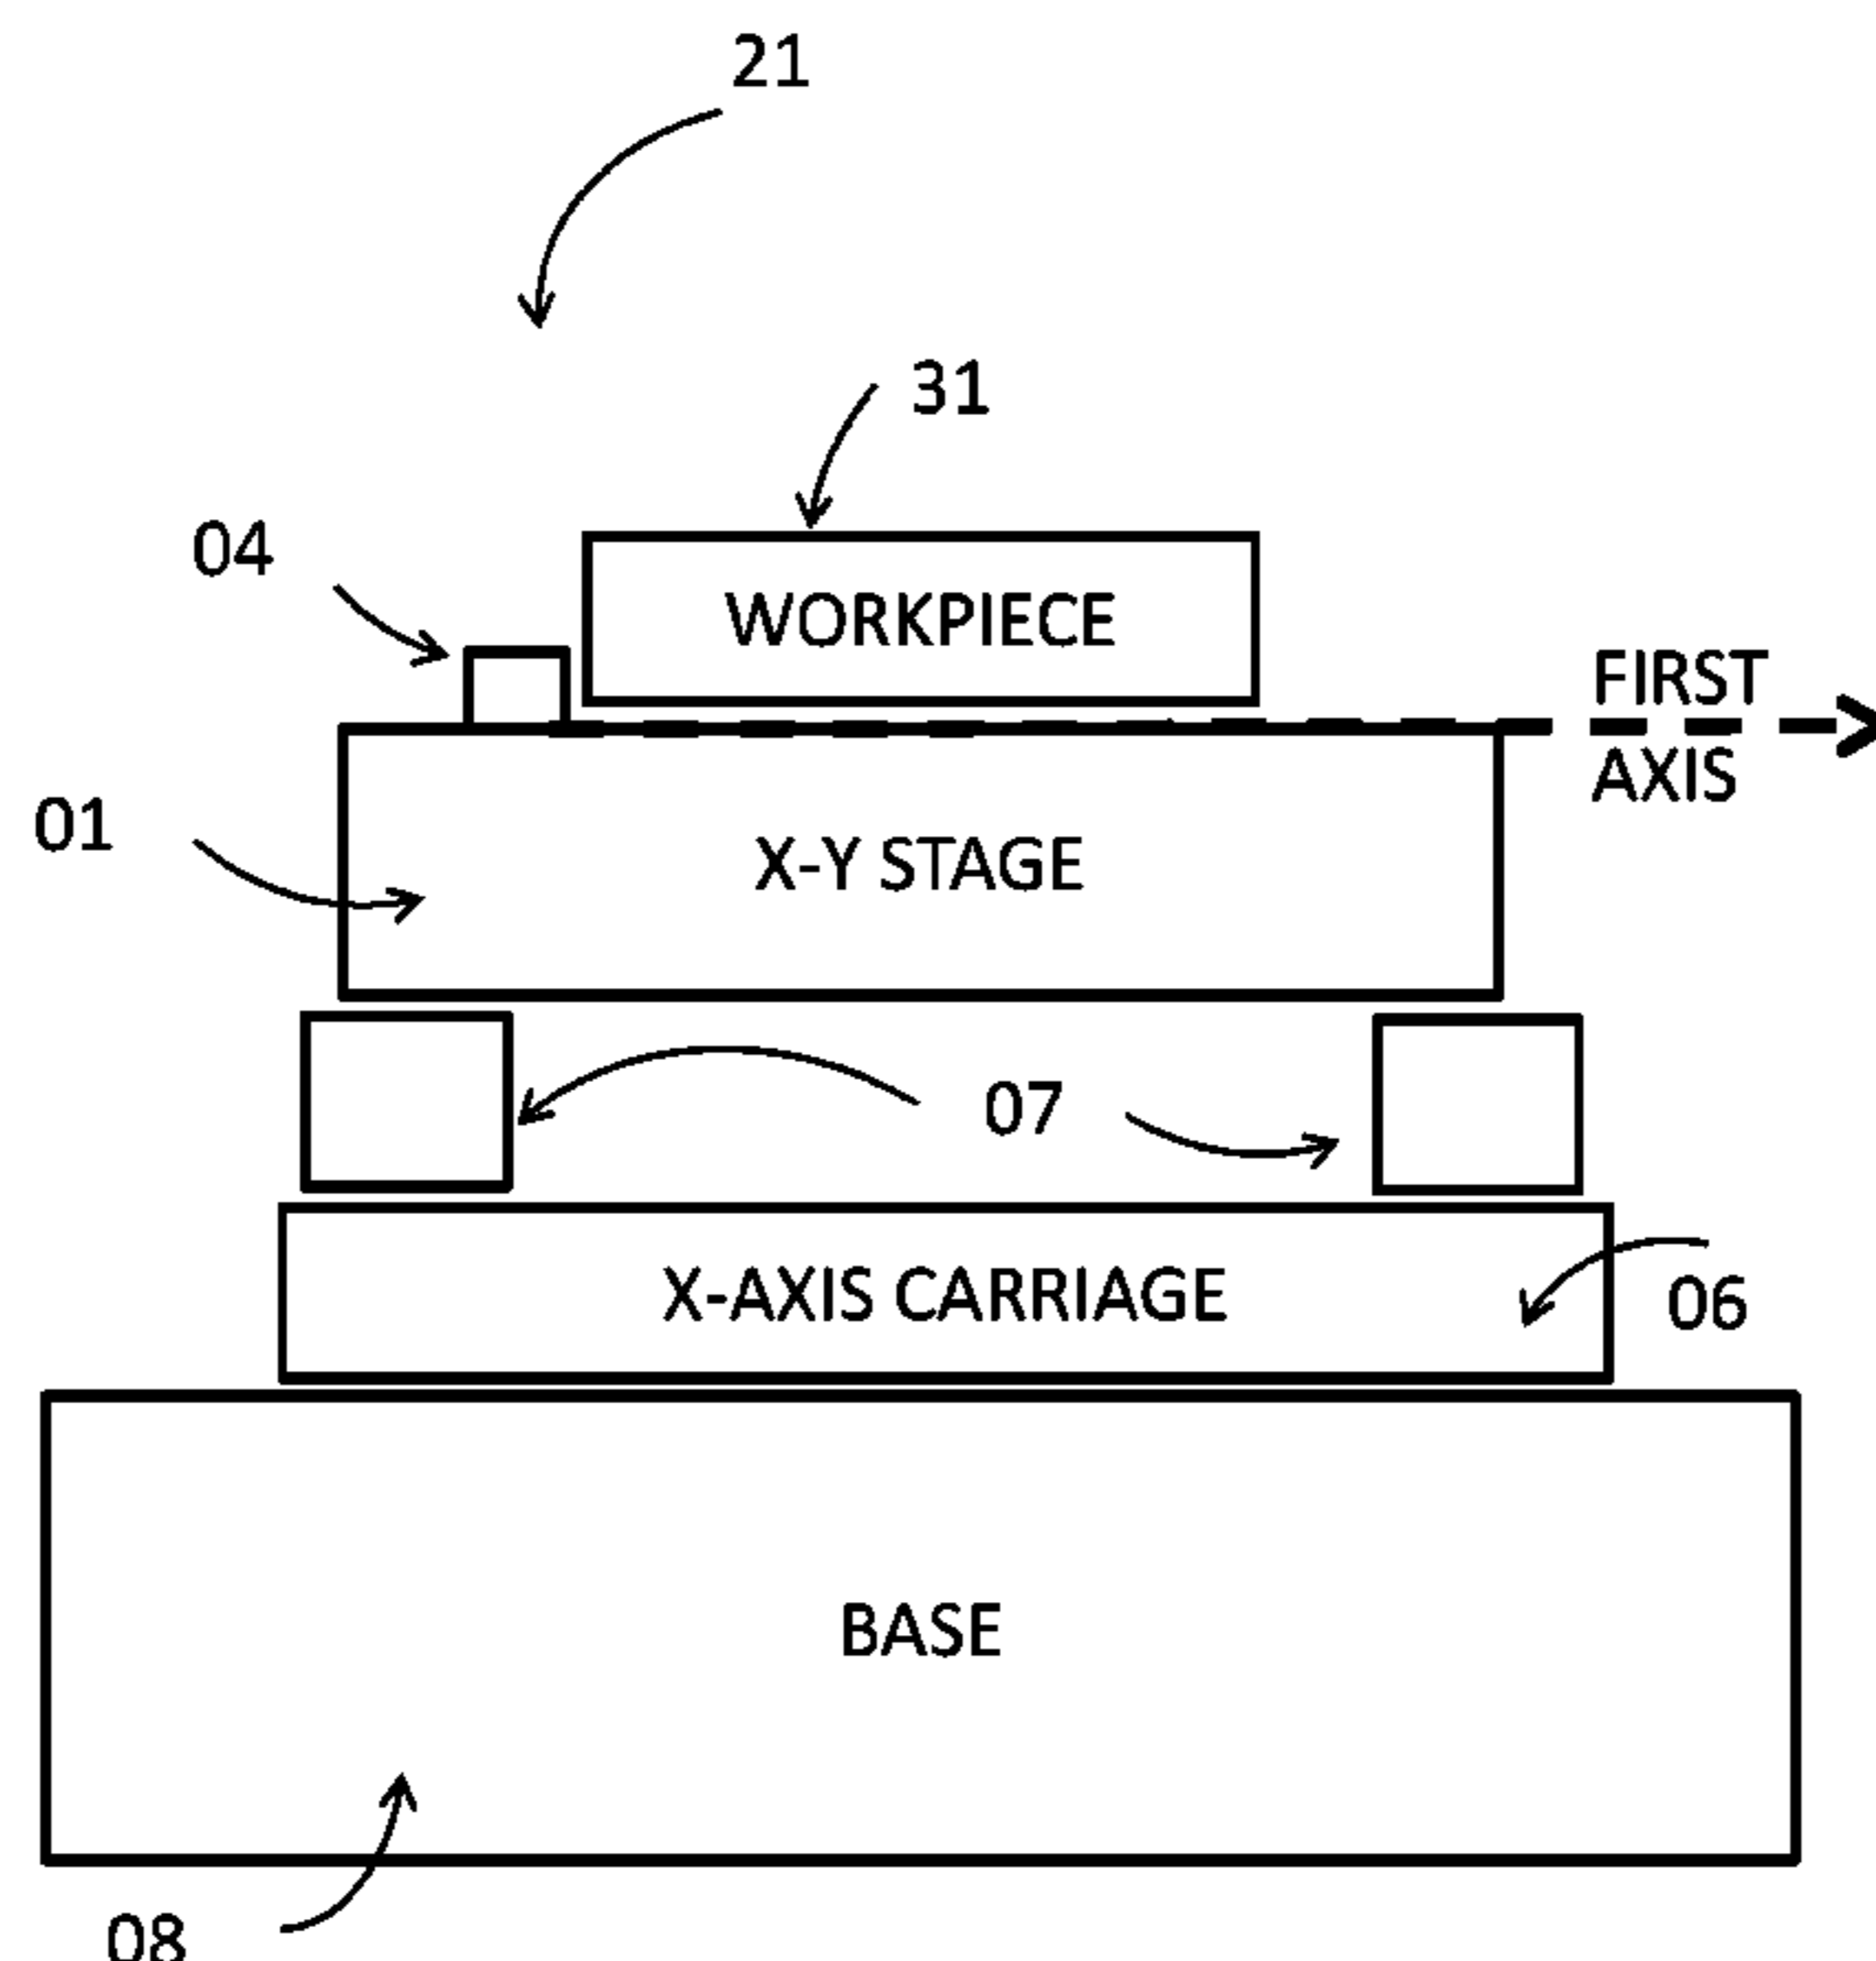 21
31
04
WORKPIECE
FIRST
AXIS
01
X-Y STAGE
07
X-AXIS CARRIAGE
06
BASE
08